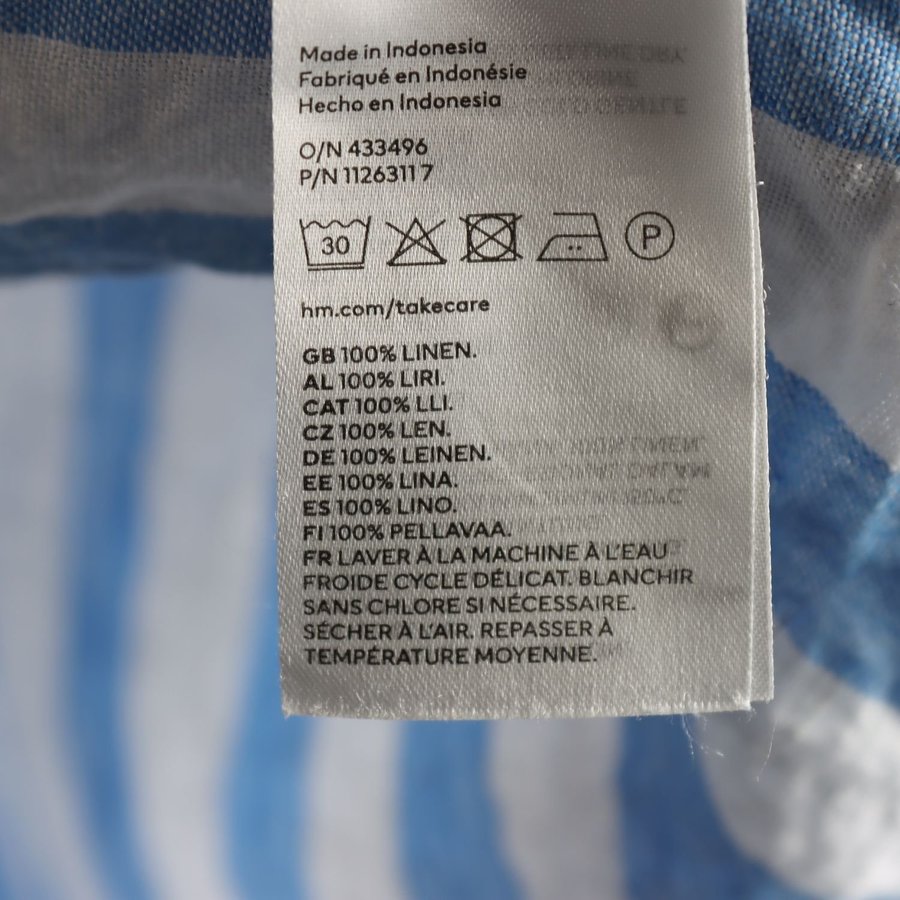 Made in Indonesia
Fabriqué en Indonésie
Hecho en Indonesia
O/N 433496
P/N 1126311 7
30 P
hm.com/takecare
GB 100% LINEN.
AL 100% LIRI.
CAT 100% LLI.
CZ 100% LEN.
DE 100% LEINEN.
EE 100% LINA.
ES 100% LINO.
FI 100% PELLAVAA.
FR LAVER À LA MACHINE À L'EAU
FROIDE CYCLE DÉLICAT. BLANCHIR
SANS CHLORE SI NÉCESSAIRE.
SÉCHER À L'AIR. REPASSER À
TEMPÉRATURE MOYENNE.